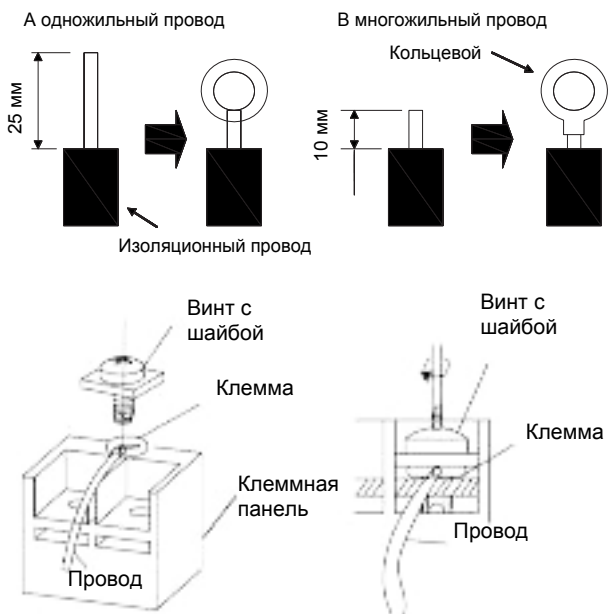 А одножильный провод
В многожильный провод
Кольцевой
25 мм
10 мм
Изоляционный провод
Винт с
шайбой
Клемма
Клеммная
панель
Провод
Винт с
шайбой
Клемма
Провод